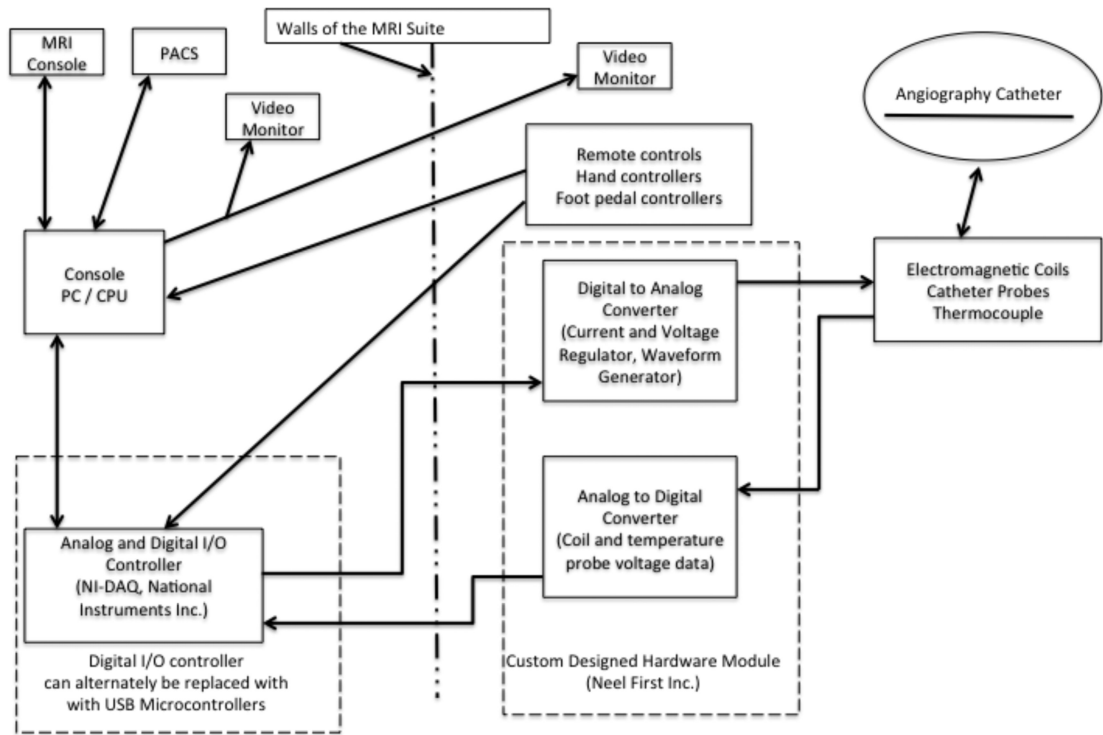 Walls of the MRI Suite
MRI
Console
PACS
Video
Monitor
Video
Monitor
Angiography Catheter
Remote controls
Hand controllers
Foot pedal controllers
Console
PC / CPU
Digital to Analog
Converter
(Current and Voltage
Regulator, Waveform
Generator)
Electromagnetic Coils
Catheter Probes
Thermocouple
Analog to Digital
Converter
(Coil and temperature
probe voltage data)
Analog and Digital I/O
Controller
(NI-DAQ, National
Instruments Inc.)
Digital I/O controller
can alternately be replaced with
with USB Microcontrollers
Custom Designed Hardware Module
(Neel First Inc.)